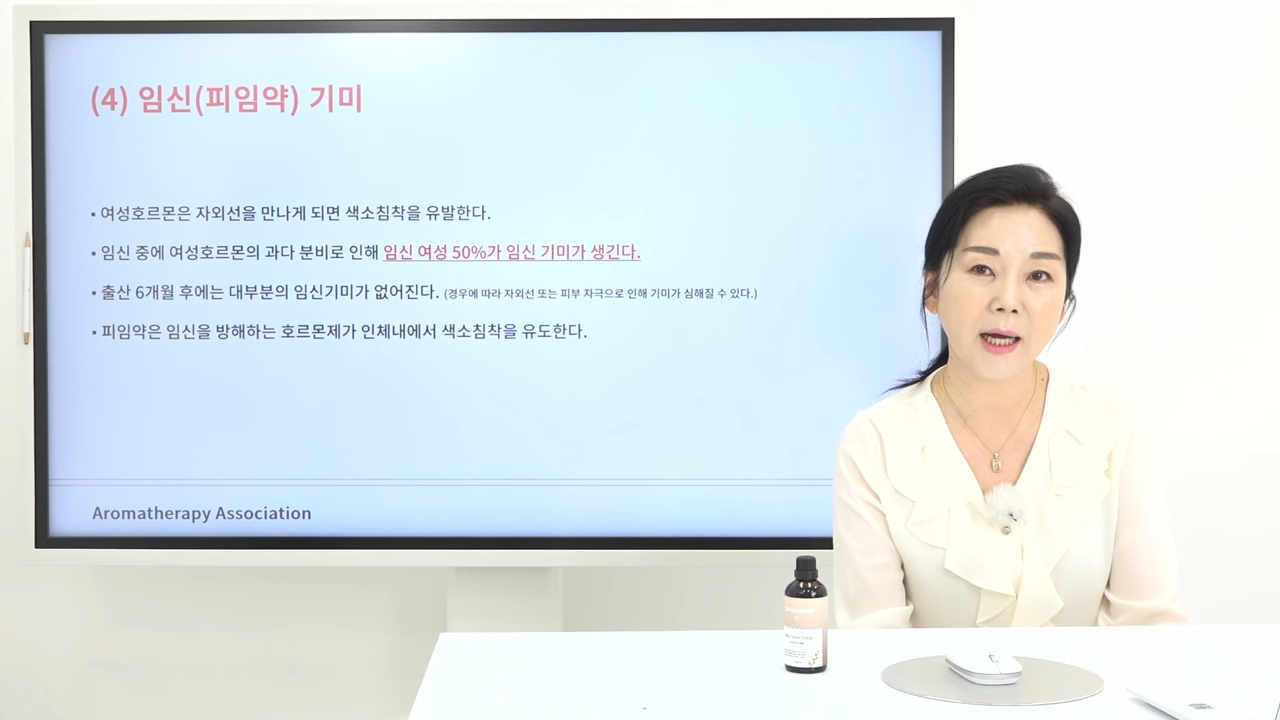 (4) 임신(피임약) 기미
▪ 여성호르몬은 자외선을 만나게 되면 색소침착을 유발한다.
▪ 임신 중에 여성호르몬의 과다 분비로 인해 임신 여성 50%가 임신 기미가 생긴다.
▪ 출산 6개월 후에는 대부분의 임신기미가 없어진다. (경우에 따라 자외선 또는 피부 자극으로 인해 기미가 심해질 수 있다.)
▪ 피임약은 임신을 방해하는 호르몬제가 인체내에서 색소침착을 유도한다.
Aromatherapy Association